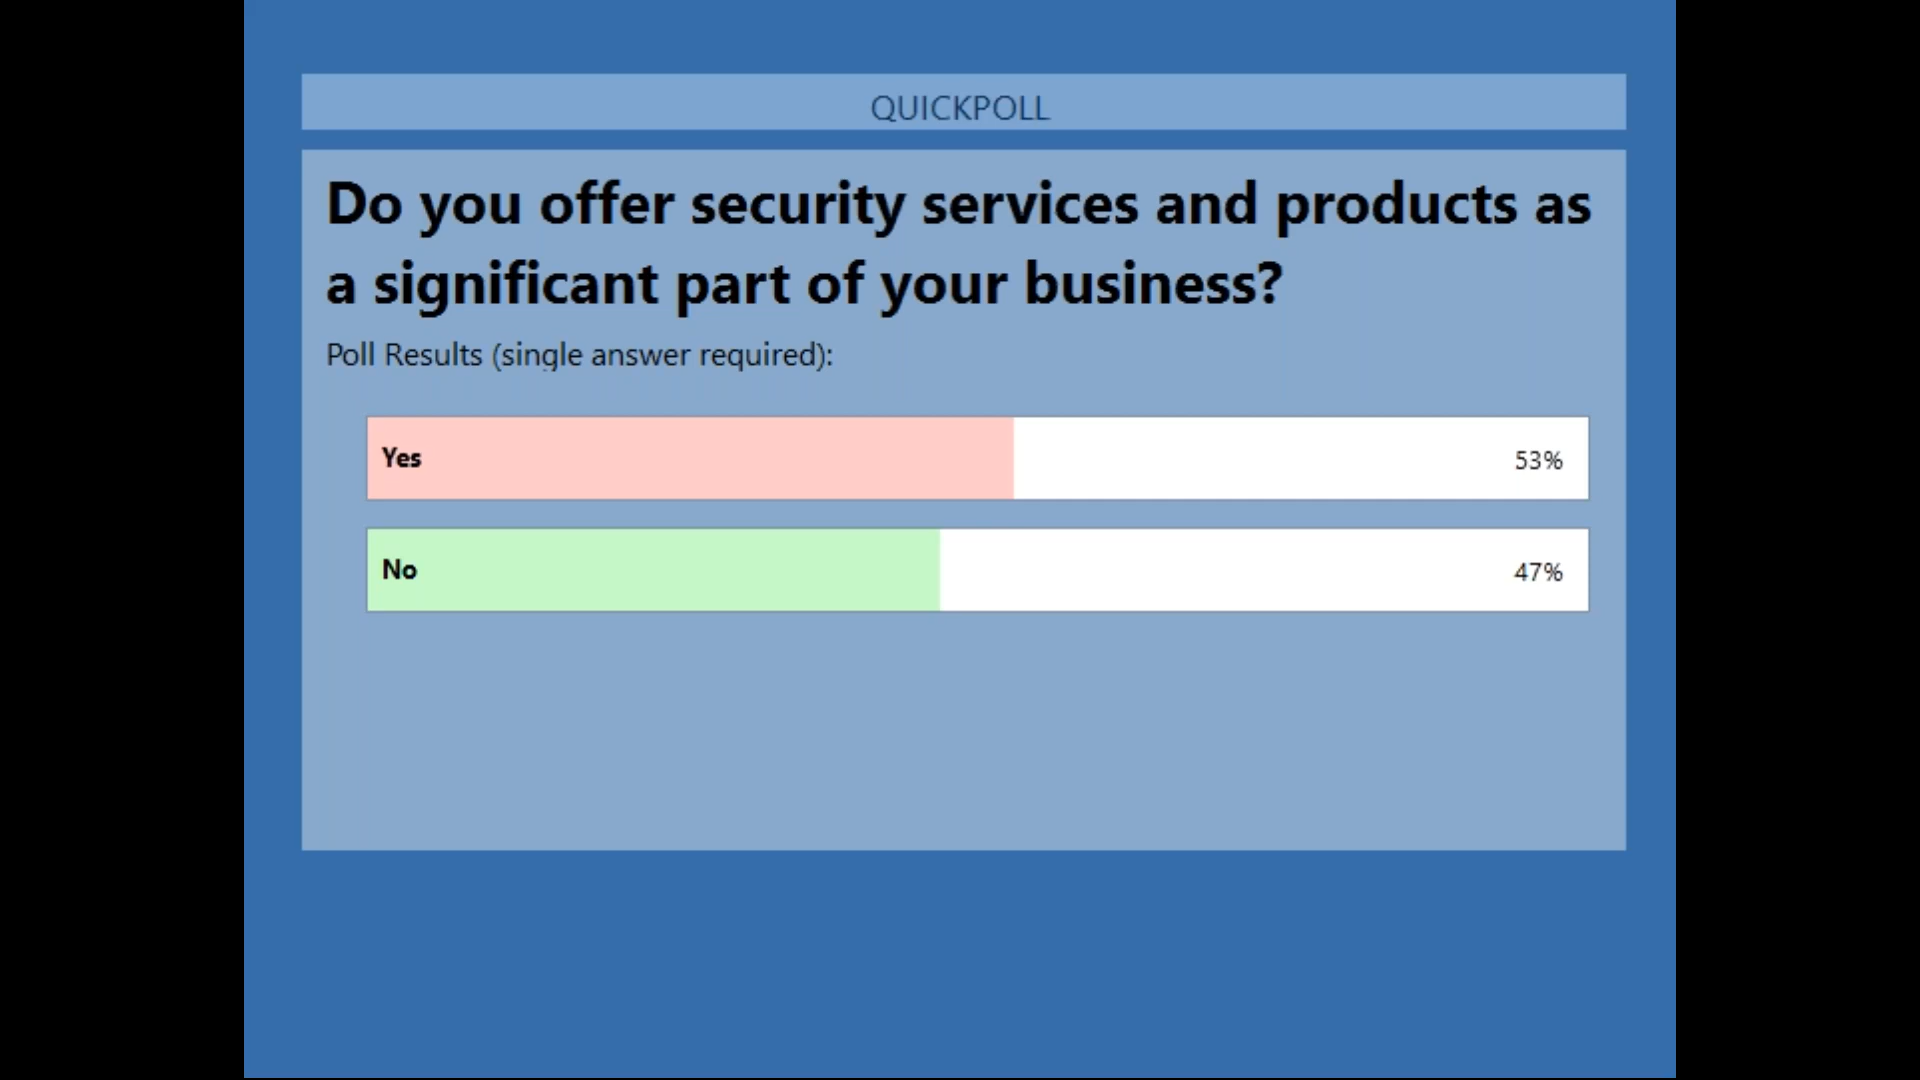 QUICKPOLL
Do you offer security services and products as
a significant part of your business?
Poll Results (single answer required):
Yes 53%
No 47%